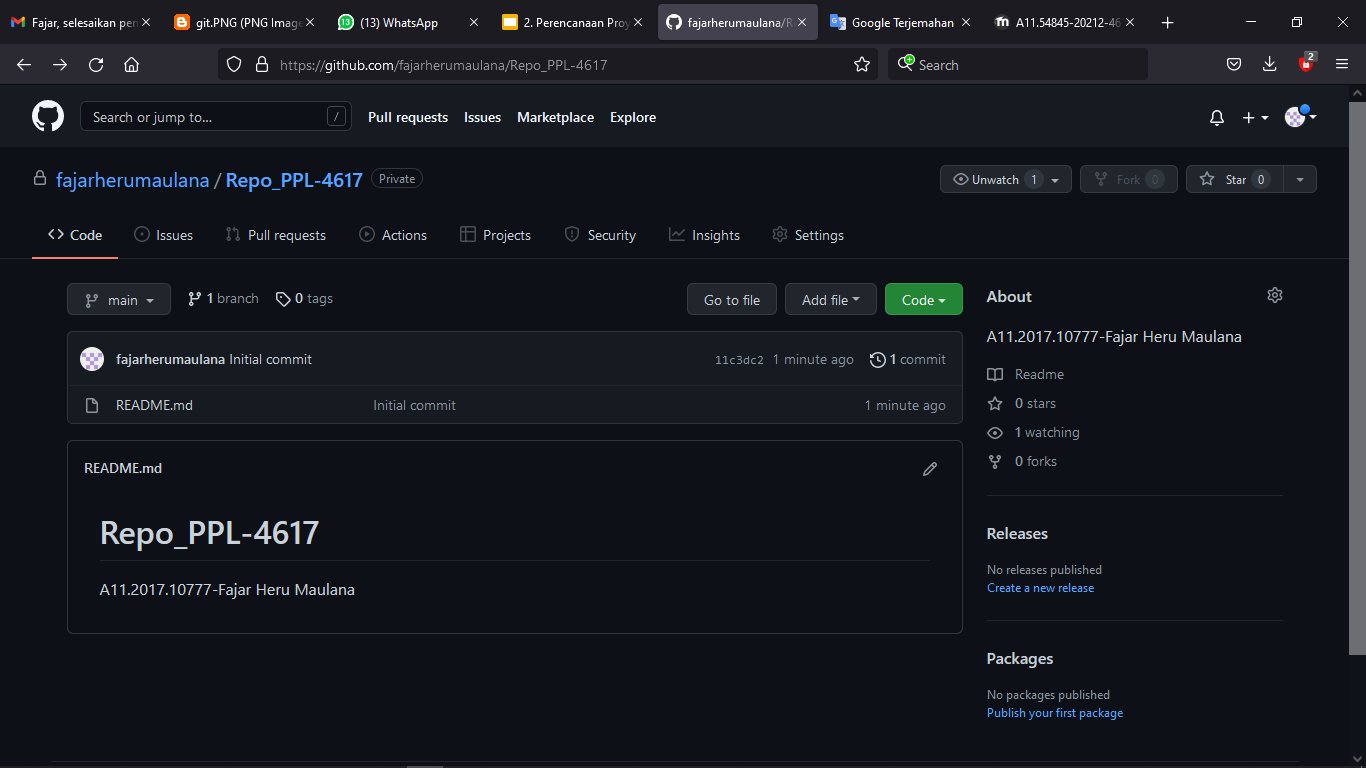 Fajar, selesaikan pen
git.PNG (PNG Image
(13) WhatsApp
2. Perencanaan Proy
fajarherumaulana/Re
Google Terjemahan
A11.54845-20212-46
https://github.com/fajarherumaulana/Repo_PPL-4617
Search
2
Search or jump to...
/
Pull requests
Issues
Marketplace
Explore
fajarherumaulana / Repo_PPL-4617
Private
Unwatch 1
Fork 0
Star 0
Code
Issues
Pull requests
Actions
Projects
Security
Insights
Settings
main
1 branch
0 tags
Go to file
Add file
Code
fajarherumaulana Initial commit
11c3dc2 1 minute ago
1 commit
README.md
Initial commit
1 minute ago
README.md
Repo_PPL-4617
A11.2017.10777-Fajar Heru Maulana
About
A11.2017.10777-Fajar Heru Maulana
Readme
0 stars
1 watching
0 forks
Releases
No releases published
Create a new release
Packages
No packages published
Publish your first package